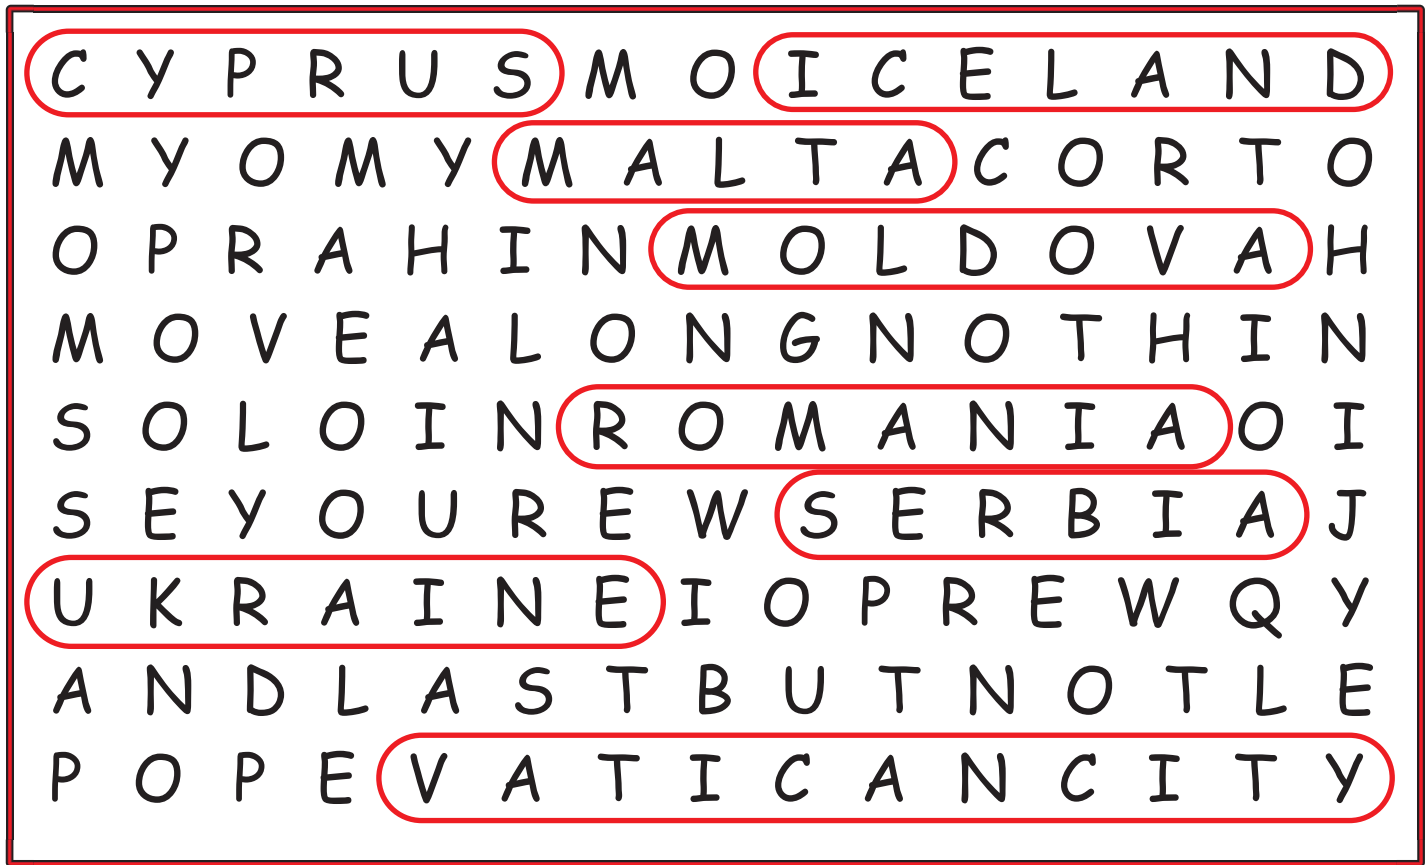 C Y P R U S M O I C E L A N D
M Y O M Y M A L T A C O R T O
O P R A H I N M O L D O V A H
M O V E A L O N G N O T H I N
S O L O I N R O M A N I A O I
S E Y O U R E W S E R B I A J
U K R A I N E I O P R E W Q Y
A N D L A S T B U T N O T L E
P O P E V A T I C A N C I T Y